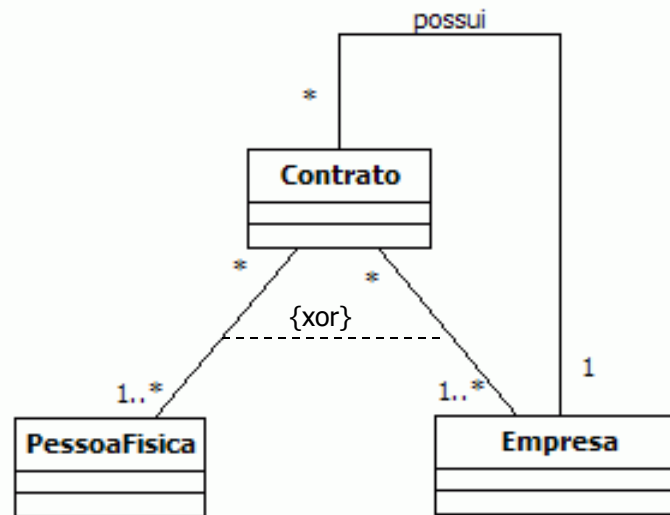 possui
*
Contrato
* *
{xor}
1..* 1..* 1
PessoaFisica Empresa